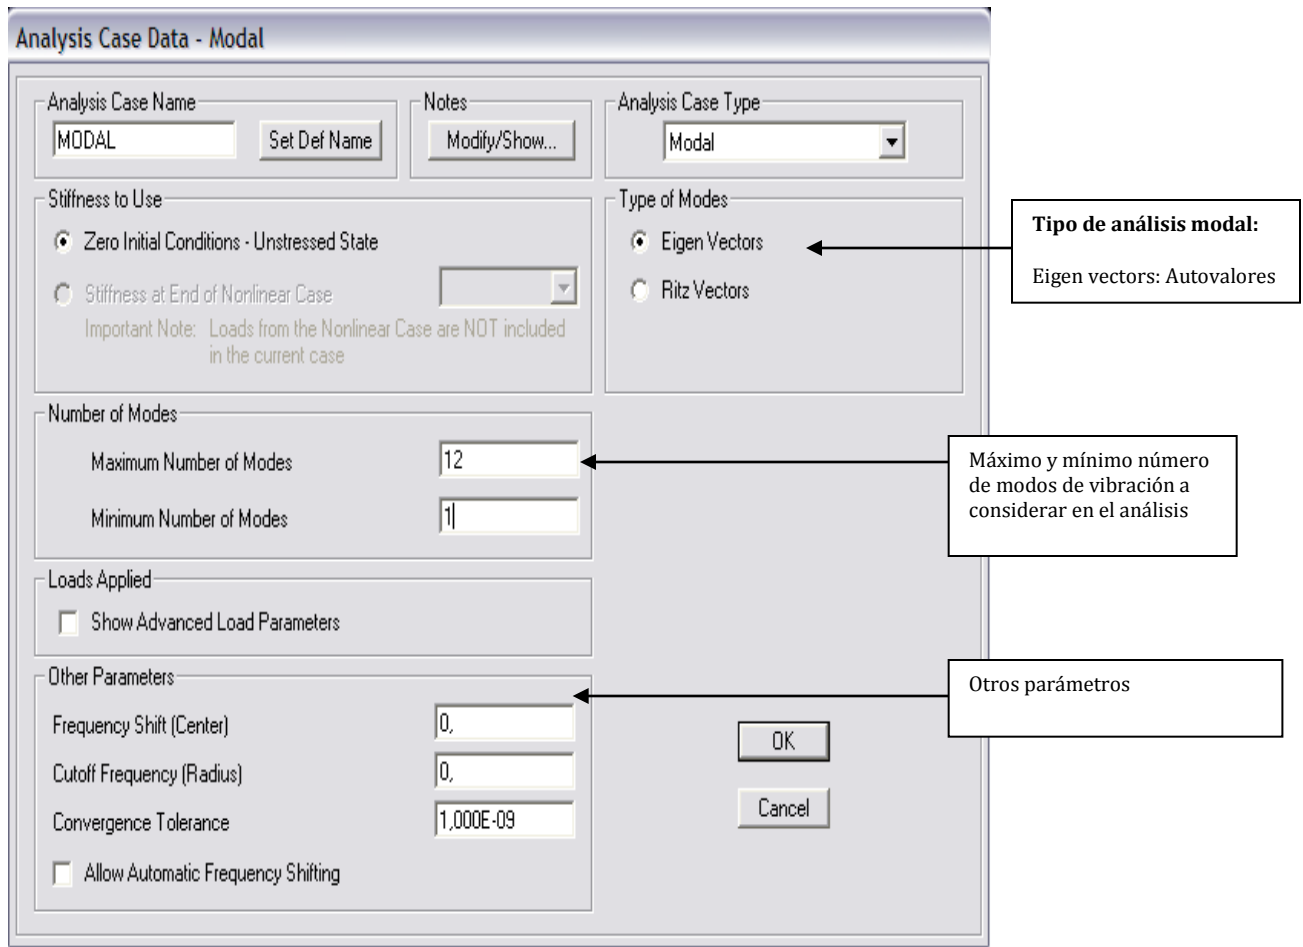 Analysis Case Data - Modal
Analysis Case Name
MODAL
Set Def Name
Notes
Modify/Show...
Analysis Case Type
Modal
Stiffness to Use
Zero Initial Conditions - Unstressed State
Stiffness at End of Nonlinear Case
Important Note: Loads from the Nonlinear Case are NOT included
in the current case
Type of Modes
Eigen Vectors
Ritz Vectors
Tipo de análisis modal:
Eigen vectors: Autovalores
Number of Modes
Maximum Number of Modes
12
Minimum Number of Modes
1
Máximo y mínimo número
de modos de vibración a
considerar en el análisis
Loads Applied
Show Advanced Load Parameters
Other Parameters
Frequency Shift (Center)
0,
Cutoff Frequency (Radius)
0,
Convergence Tolerance
1,000E-09
Allow Automatic Frequency Shifting
Otros parámetros
OK
Cancel